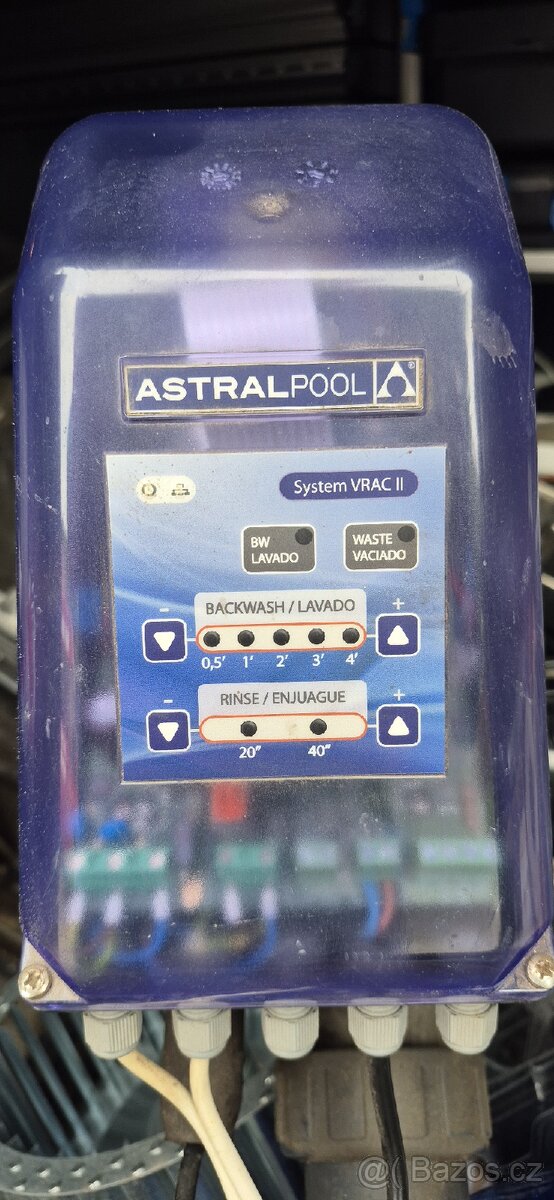 ASTRALPOOL
System VRAC II
BW
LAVADO
WASTE
VACIADO
BACKWASH / LAVADO
- +
0,5' 1' 2' 3' 4'
RINSE / ENJUAGUE
- +
20" 40"
@ Bazos.cz